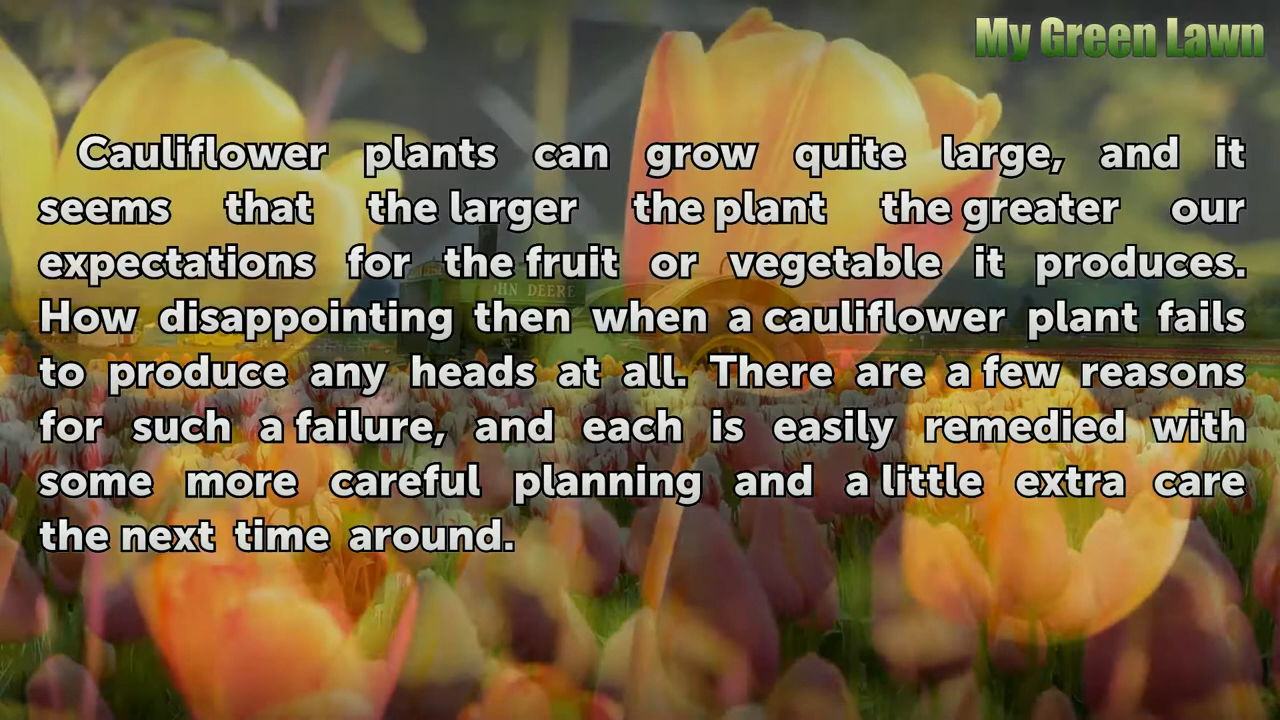 My Green Lawn
Cauliflower plants can grow quite large, and it
seems that the larger the plant the greater our
expectations for the fruit or vegetable it produces.
How disappointing then when a cauliflower plant fails
to produce any heads at all. There are a few reasons
for such a failure, and each is easily remedied with
some more careful planning and a little extra care
the next time around.
JOHN DEERE